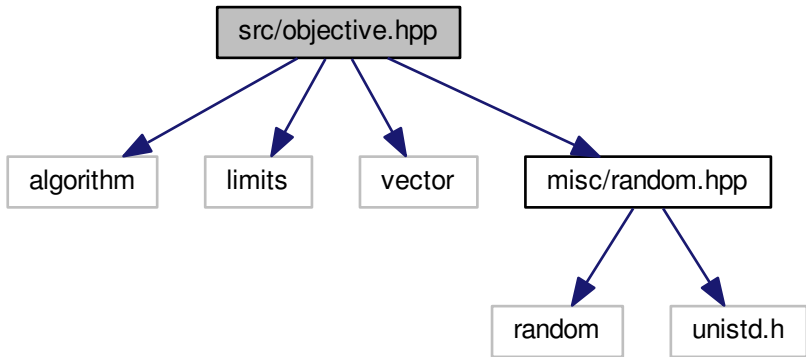 src/objective.hpp
algorithm
limits
vector
misc/random.hpp
random
unistd.h